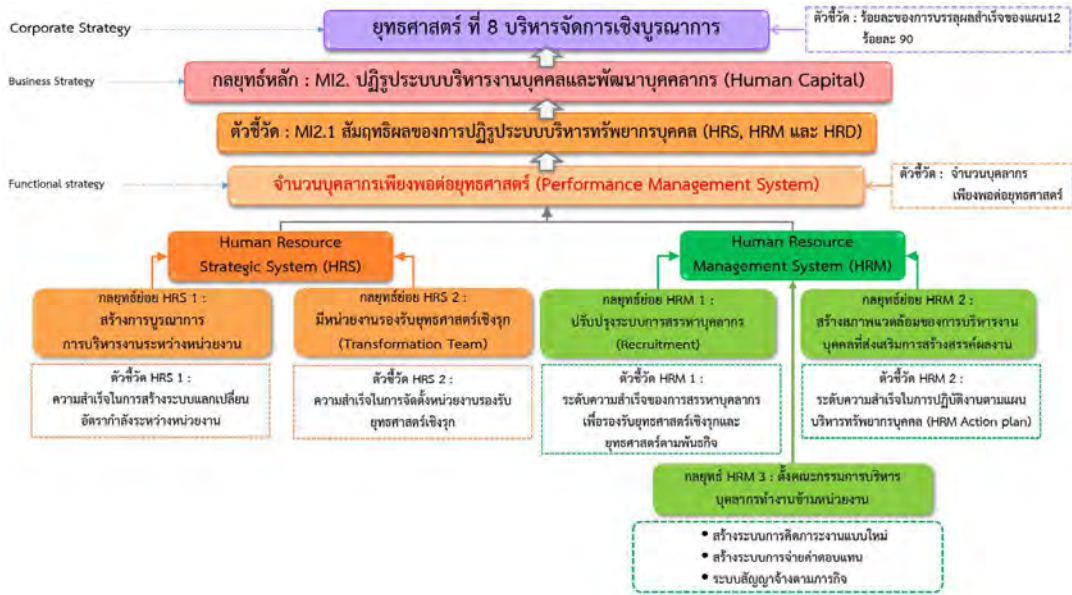 Corporate Strategy
ยุทธศาสตร์ ที่ 8 บริหารจัดการเชิงบูรณาการ
ตัวชี้วัด : ร้อยละของการบรรลุผลสำเร็จของแผน12
ร้อยละ 90
Business Strategy
กลยุทธ์หลัก : MI2. ปฏิรูประบบบริหารงานบุคคลและพัฒนาบุคคลากร (Human Capital)
ตัวชี้วัด : MI2.1 สัมฤทธิผลของการปฏิรูประบบบริหารทรัพยากรบุคคล (HRS, HRM และ HRD)
Functional strategy
จำนวนบุคลากรเพียงพอต่อยุทธศาสตร์ (Performance Management System)
ตัวชี้วัด : จำนวนบุคลากร
เพียงพอต่อยุทธศาสตร์
Human Resource
Strategic System (HRS)
Human Resource
Management System (HRM)
กลยุทธ์ย่อย HRS 1 :
สร้างการบูรณาการ
การบริหารงานระหว่างหน่วยงาน
กลยุทธ์ย่อย HRS 2 :
มีหน่วยงานรองรับยุทธศาสตร์เชิงรุก
(Transformation Team)
กลยุทธ์ย่อย HRM 1 :
ปรับปรุงระบบการสรรหาบุคลากร
(Recruitment)
กลยุทธ์ย่อย HRM 2 :
สร้างสภาพแวดล้อมของการบริหารงาน
บุคคลที่ส่งเสริมการสร้างสรรค์ผลงาน
ตัวชี้วัด HRS 1 :
ความสำเร็จในการสร้างระบบแลกเปลี่ยน
อัตรากำลังระหว่างหน่วยงาน
ตัวชี้วัด HRS 2 :
ความสำเร็จในการจัดตั้งหน่วยงานรองรับ
ยุทธศาสตร์เชิงรุก
ตัวชี้วัด HRM 1 :
ระดับความสำเร็จของการสรรหาบุคลากร
เพื่อรองรับยุทธศาสตร์เชิงรุกและ
ยุทธศาสตร์ตามพันธกิจ
ตัวชี้วัด HRM 2 :
ระดับความสำเร็จในการปฏิบัติงานตามแผน
บริหารทรัพยากรบุคคล (HRM Action plan)
กลยุทธ์ HRM 3 : ตั้งคณะกรรมการบริหาร
บุคลากรทำงานข้ามหน่วยงาน
• สร้างระบบการคิดภาระงานแบบใหม่
• สร้างระบบการจ่ายค่าตอบแทน
• ระบบสัญญาจ้างตามภารกิจ